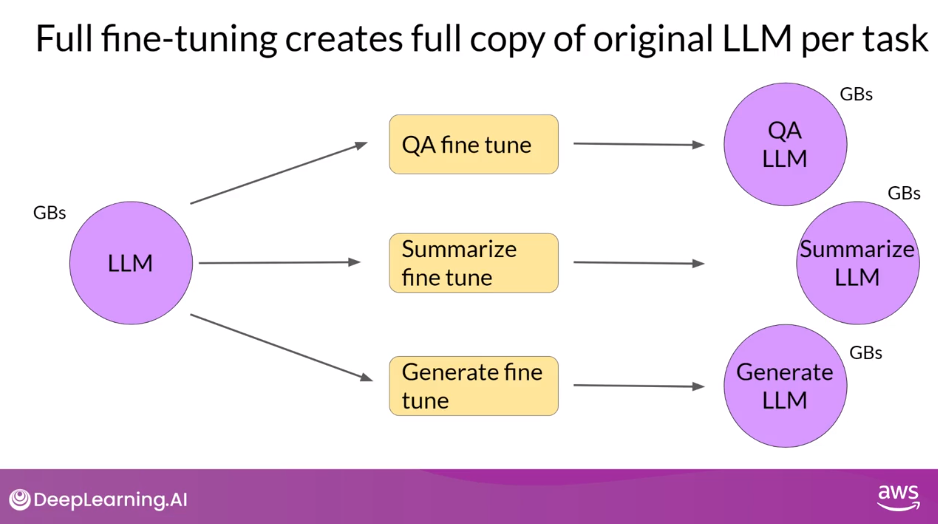 Full fine-tuning creates full copy of original LLM per task
GBs
LLM
QA fine tune
GBs
QA
LLM
Summarize
fine tune
GBs
Summarize
LLM
Generate fine
tune
GBs
Generate
LLM
DeepLearning.AI
aws